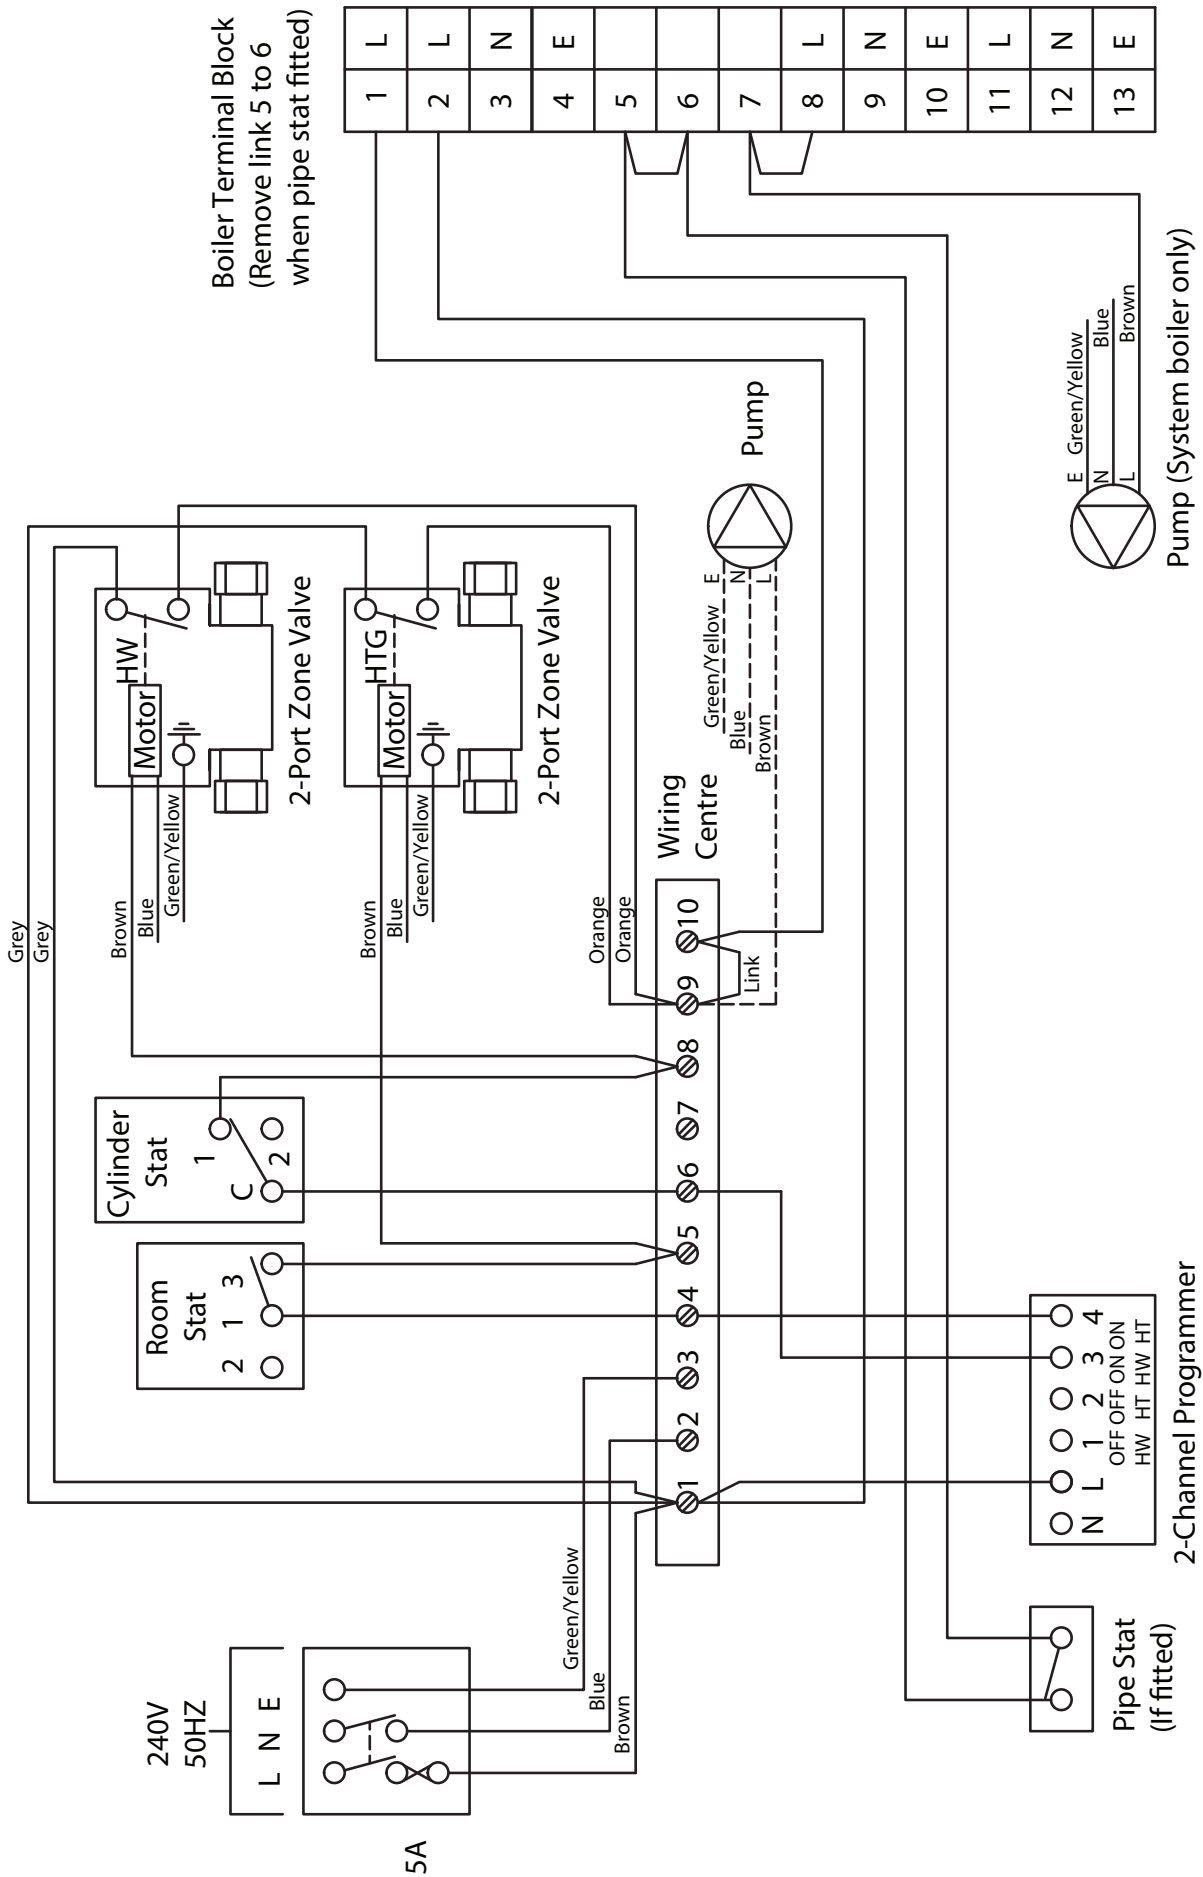 240V
50HZ
L N E
5A
Green/Yellow
Blue
Brown
Grey
Grey
Room
Stat
2 1 3
Cylinder
Stat
C 1
2
Brown
Blue
Green/Yellow
Motor
HW
2-Port Zone Valve
Brown
Blue
Green/Yellow
Motor
HTG
2-Port Zone Valve
Orange
Orange
Wiring
Centre
1 2 3 4 5 6 7 8 9 10
Link
Green/Yellow E
Blue N
Brown L
Pump
Boiler Terminal Block
(Remove link 5 to 6
when pipe stat fitted)
1 L
2 L
3 N
4 E
5
6
7
8 L
9 N
10 E
11 L
12 N
13 E
Pipe Stat
(If fitted)
N L 1 2 3 4
OFF OFF ON ON
HW HT HW HT
2-Channel Programmer
E Green/Yellow
N Blue
L Brown
Pump (System boiler only)